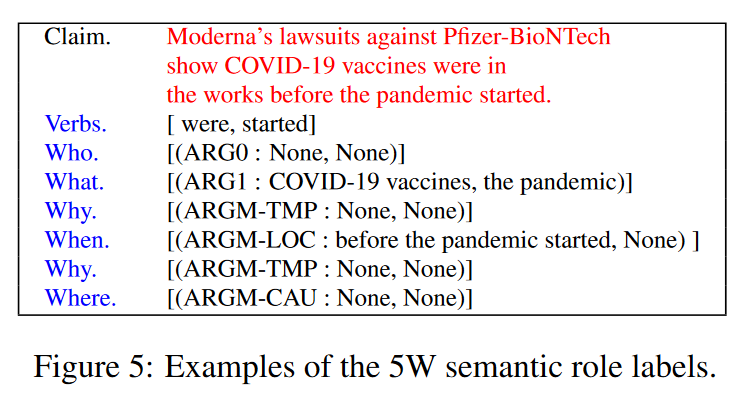 Claim. Moderna's lawsuits against Pfizer-BioNTech
show COVID-19 vaccines were in
the works before the pandemic started.
Verbs. [ were, started]
Who. [(ARG0 : None, None)]
What. [(ARG1 : COVID-19 vaccines, the pandemic)]
Why. [(ARGM-TMP : None, None)]
When. [(ARGM-LOC : before the pandemic started, None) ]
Why. [(ARGM-TMP : None, None)]
Where. [(ARGM-CAU : None, None)]
Figure 5: Examples of the 5W semantic role labels.